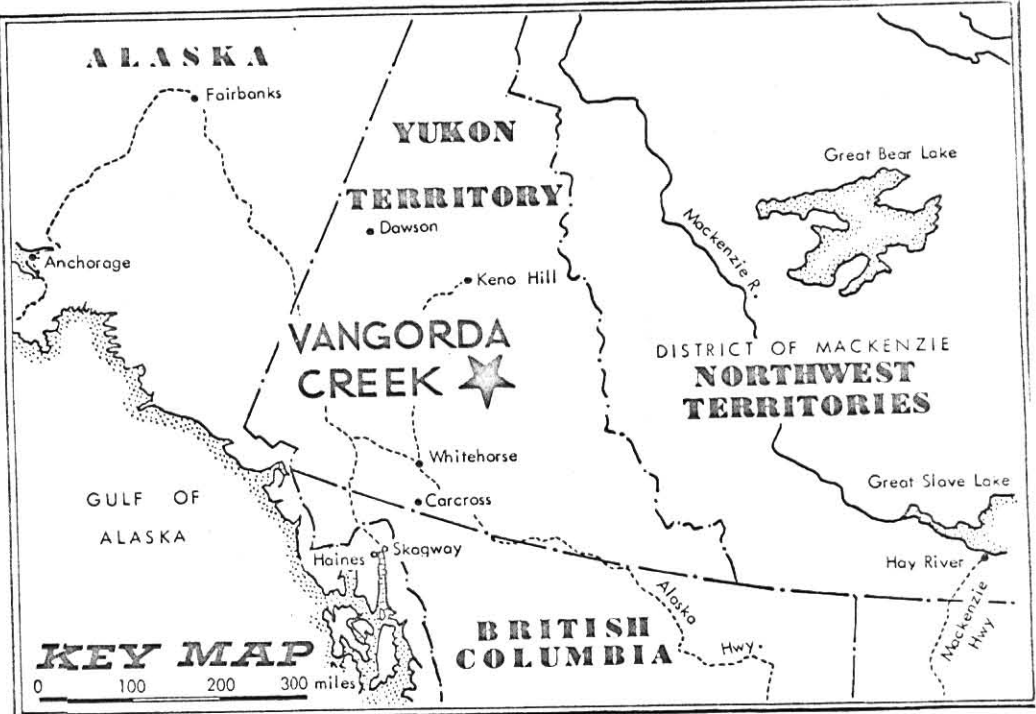 ALASKA
Fairbanks
YUKON
TERRITORY
Great Bear Lake
Dawson
Mackenzie R.
Anchorage
Keno Hill
VANGORDA
CREEK
DISTRICT OF MACKENZIE
NORTHWEST
TERRITORIES
Whitehorse
Great Slave Lake
GULF OF
ALASKA
Carcross
Haines
Skagway
Hay River
Alaska
Hwy.
Mackenzie
Hwy
BRITISH
COLUMBIA
KEY MAP
0 100 200 300 miles